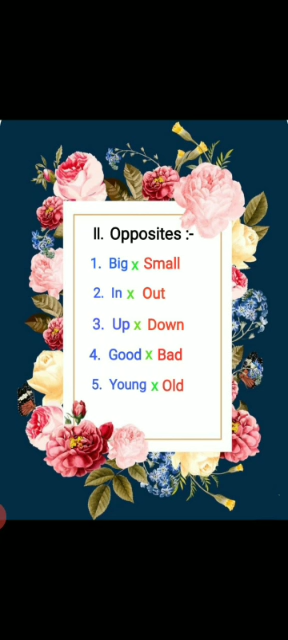 II. Opposites :-
1. Big x Small
2. In x Out
3. Up x Down
4. Good x Bad
5. Young x Old